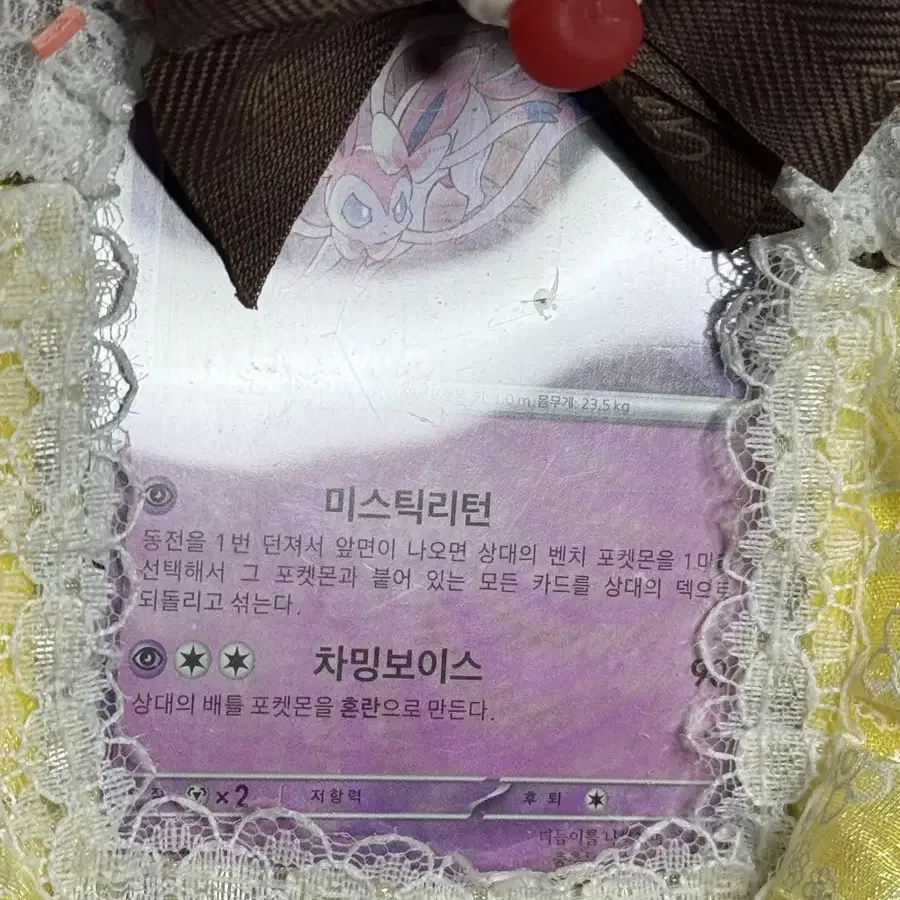 키: 1.0 m, 몸무게: 23.5 kg
미스틱리턴
동전을 1번 던져서 앞면이 나오면 상대의 벤치 포켓몬을 1마리
선택해서 그 포켓몬과 붙어 있는 모든 카드를 상대의 덱으로
되돌리고 섞는다.
차밍보이스
상대의 배틀 포켓몬을 혼란으로 만든다.
×2 저항력 후퇴
더듬이를